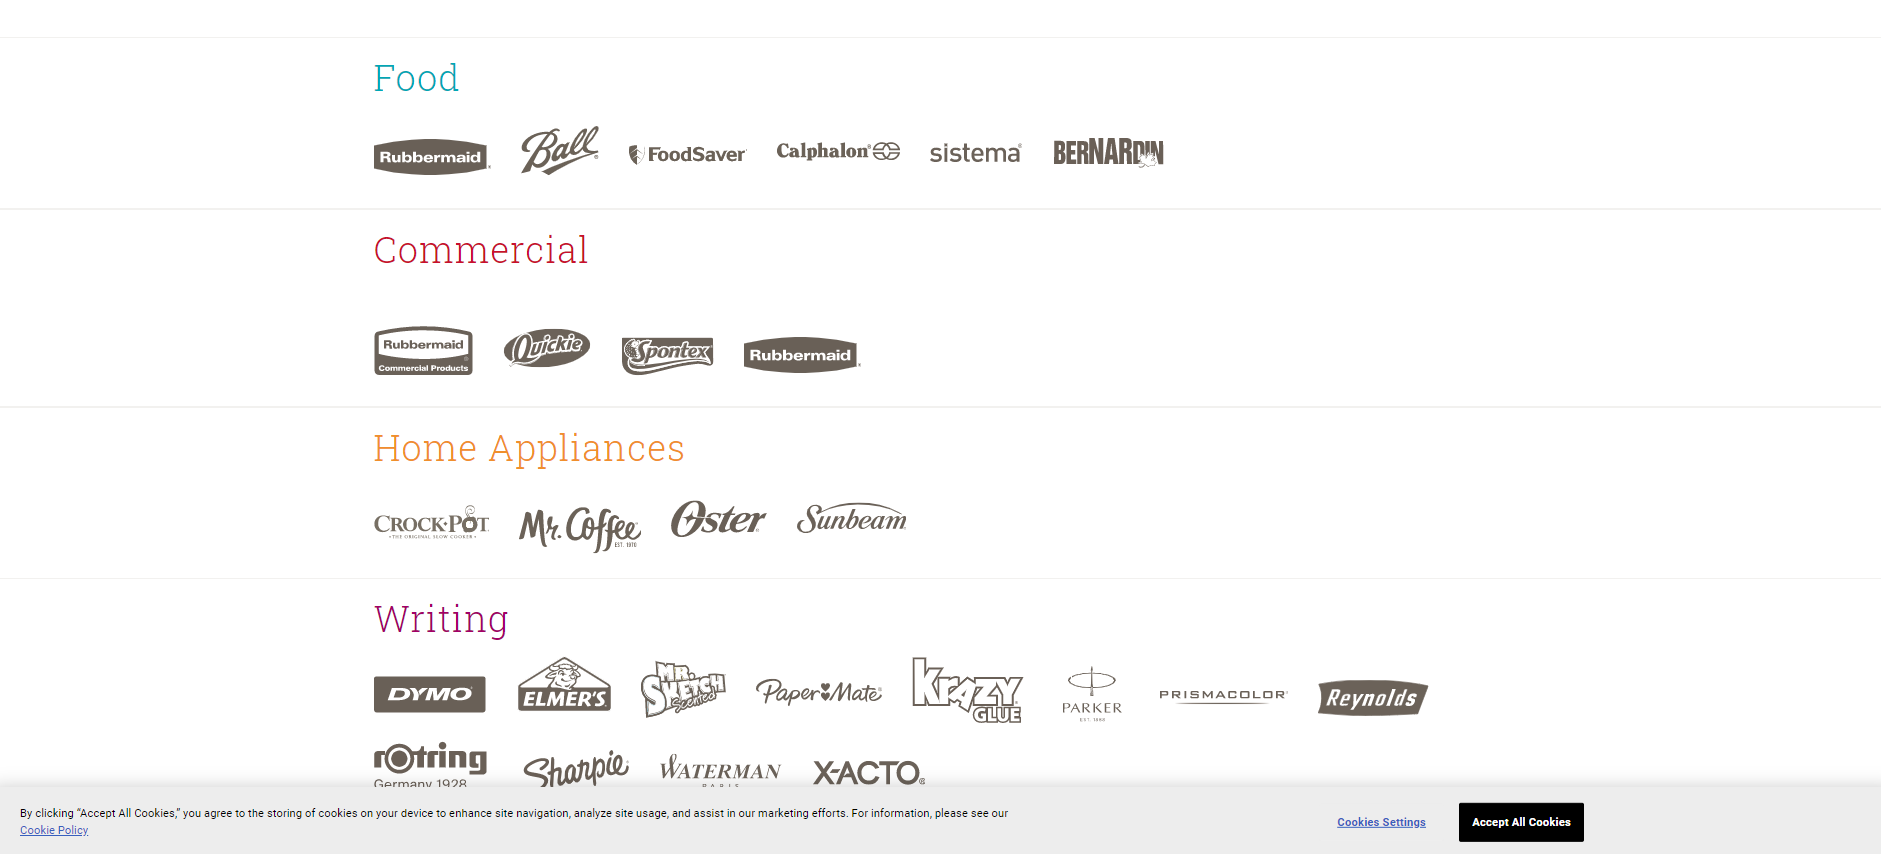 Food
Rubbermaid
Ball
FoodSaver
Calphalon
sistema
BERNARDIN
Commercial
Rubbermaid
Commercial Products
Quickie
Spontex
Rubbermaid
Home Appliances
CROCK·POT
• THE ORIGINAL SLOW COOKER •
Mr. Coffee
EST. 1970
Oster
Sunbeam
Writing
DYMO
ELMER'S
MR. SKETCH Scented
Paper Mate
KRAZY GLUE
PARKER
EST. 1888
PRISMACOLOR
Reynolds
rotring
Germany 1928
Sharpie
WATERMAN
PARIS
X-ACTO
By clicking “Accept All Cookies,” you agree to the storing of cookies on your device to enhance site navigation, analyze site usage, and assist in our marketing efforts. For information, please see our
Cookie Policy
Cookies Settings
Accept All Cookies